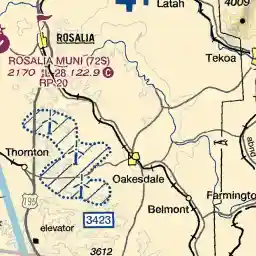 Latah
4009
ROSALIA
Tekoa
ROSALIA MUNI (72S)
2170 L 28 122.9 C
RP 20
Thornton
Oakesdale
195
3423
Belmont
Farmington
elevator
3612